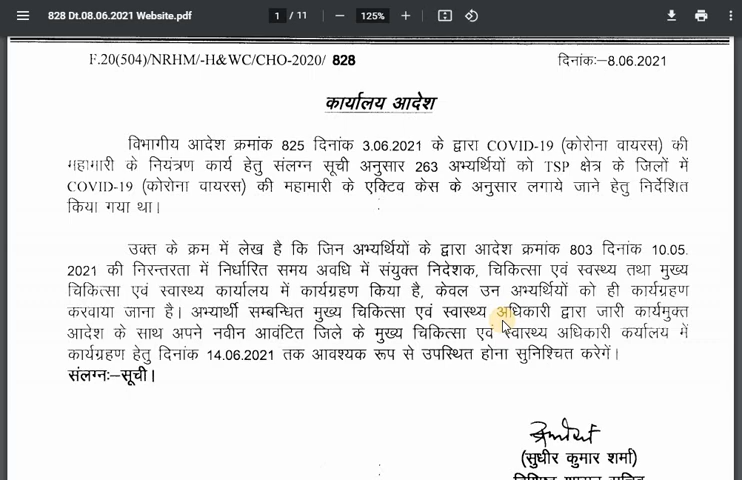 828 Dt.08.06.2021 Website.pdf
1 / 11
125%
F.20(504)/NRHM/-H&WC/CHO-2020/ 828 दिनांकः–8.06.2021
कार्यालय आदेश
विभागीय आदेश क्रमांक 825 दिनांक 3.06.2021 के द्वारा COVID-19 (कोरोना वायरस) की
महामारी के नियंत्रण कार्य हेतु संलग्न सूची अनुसार 263 अभ्यर्थियों को TSP क्षेत्र के जिलों में
COVID-19 (कोरोना वायरस) की महामारी के एक्टिव केस के अनुसार लगाये जाने हेतु निर्देशित
किया गया था।
उक्त के क्रम में लेख है कि जिन अभ्यर्थियों के द्वारा आदेश क्रमांक 803 दिनांक 10.05.
2021 की निरन्तरता में निर्धारित समय अवधि में संयुक्त निदेशक, चिकित्सा एवं स्वस्थ्य तथा मुख्य
चिकित्सा एवं स्वास्थ्य कार्यालय में कार्यग्रहण किया है, केवल उन अभ्यर्थियों को ही कार्यग्रहण
करवाया जाना है। अभ्यार्थी सम्बन्धित मुख्य चिकित्सा एवं स्वास्थ्य अधिकारी द्वारा जारी कार्यमुक्त
आदेश के साथ अपने नवीन आवंटित जिले के मुख्य चिकित्सा एवं स्वास्थ्य अधिकारी कर्यालय में
कार्यग्रहण हेतु दिनांक 14.06.2021 तक आवश्यक रूप से उपस्थित होना सुनिश्चित करेगें।
संलग्नः–सूची।
(सुधीर कुमार शर्मा)